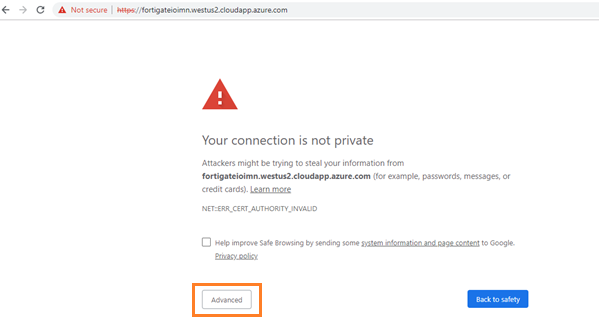 Not secure | https://fortigateioimn.westus2.cloudapp.azure.com
Your connection is not private
Attackers might be trying to steal your information from
fortigateioimn.westus2.cloudapp.azure.com (for example, passwords, messages, or
credit cards). Learn more
NET::ERR_CERT_AUTHORITY_INVALID
Help improve Safe Browsing by sending some system information and page content to Google.
Privacy policy
Advanced
Back to safety